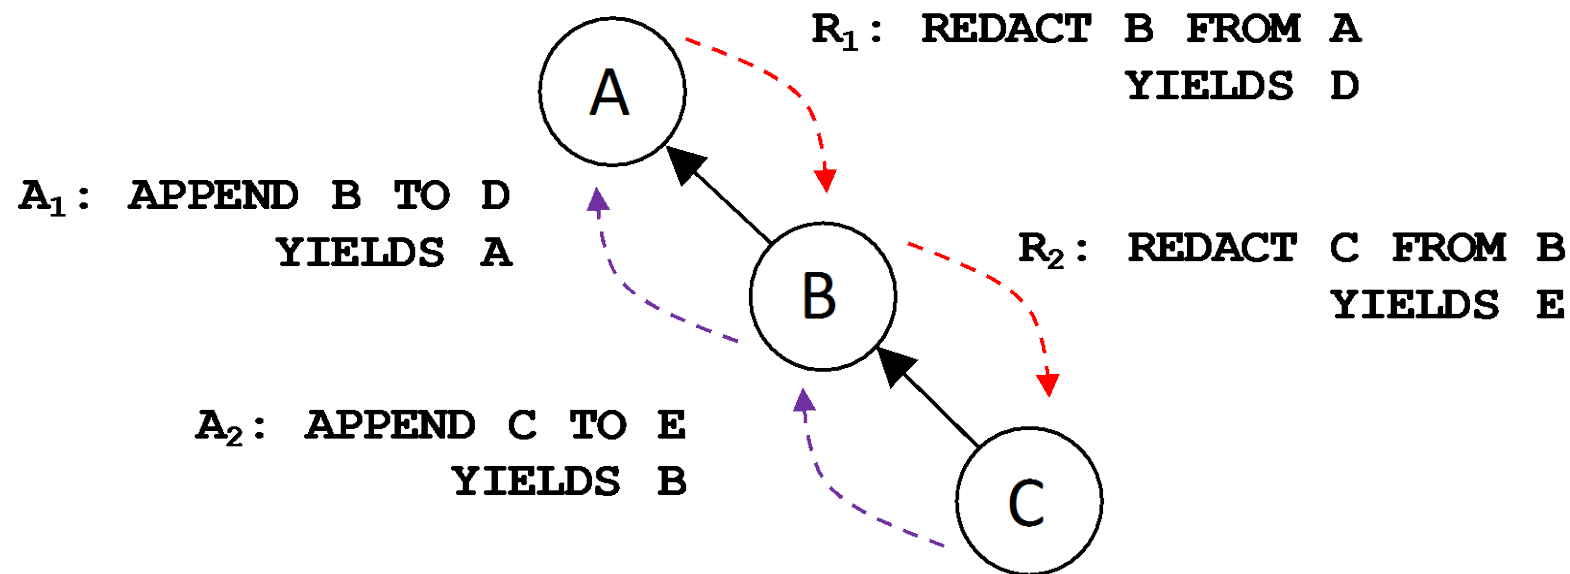 A
R₁: REDACT B FROM A
YIELDS D
A₁: APPEND B TO D
YIELDS A
B
R₂: REDACT C FROM B
YIELDS E
A₂: APPEND C TO E
YIELDS B
C